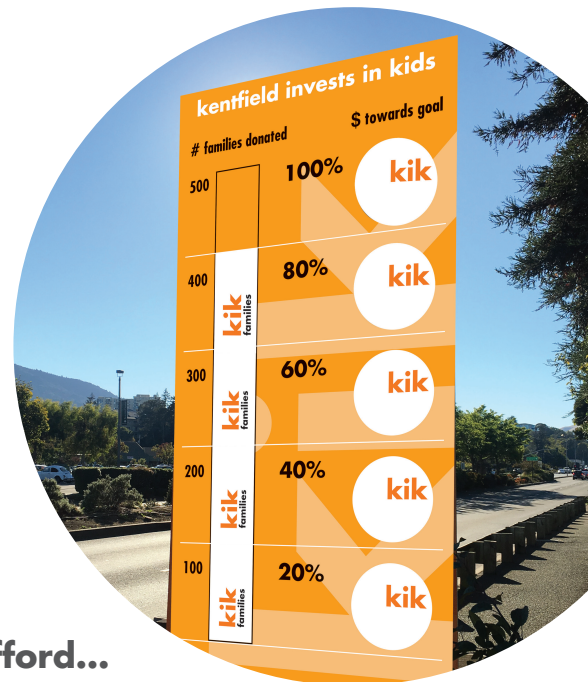 kentfield invests in kids
# families donated
$ towards goal
500
100%
kik
400
80%
kik
kik
families
300
60%
kik
kik
families
200
40%
kik
kik
families
100
20%
kik
kik
families
fford...